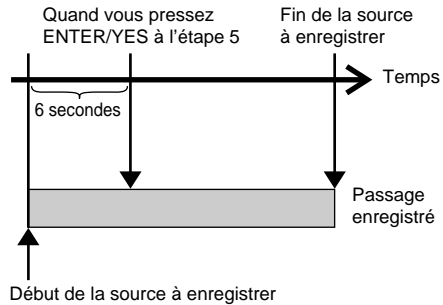 Quand vous pressez
ENTER/YES à l'étape 5
Fin de la source
à enregistrer
Temps
6 secondes
Passage
enregistré
Début de la source à enregistrer